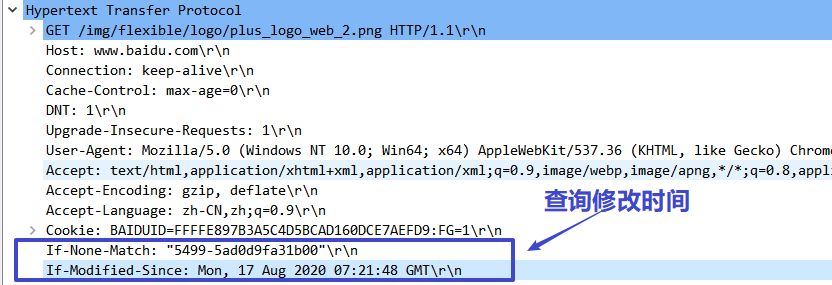 Hypertext Transfer Protocol
GET /img/flexible/logo/plus_logo_web_2.png HTTP/1.1\r\n
Host: www.baidu.com\r\n
Connection: keep-alive\r\n
Cache-Control: max-age=0\r\n
DNT: 1\r\n
Upgrade-Insecure-Requests: 1\r\n
User-Agent: Mozilla/5.0 (Windows NT 10.0; Win64; x64) AppleWebKit/537.36 (KHTML, like Gecko) Chrom
Accept: text/html,application/xhtml+xml,application/xml;q=0.9,image/webp,image/apng,*/*;q=0.8,appli
Accept-Encoding: gzip, deflate\r\n
Accept-Language: zh-CN,zh;q=0.9\r\n
查询修改时间
Cookie: BAIDUID=FFFFE897B3A5C4D5BCAD160DCE7AEFD9:FG=1\r\n
If-None-Match: "5499-5ad0d9fa31b00"\r\n
If-Modified-Since: Mon, 17 Aug 2020 07:21:48 GMT\r\n